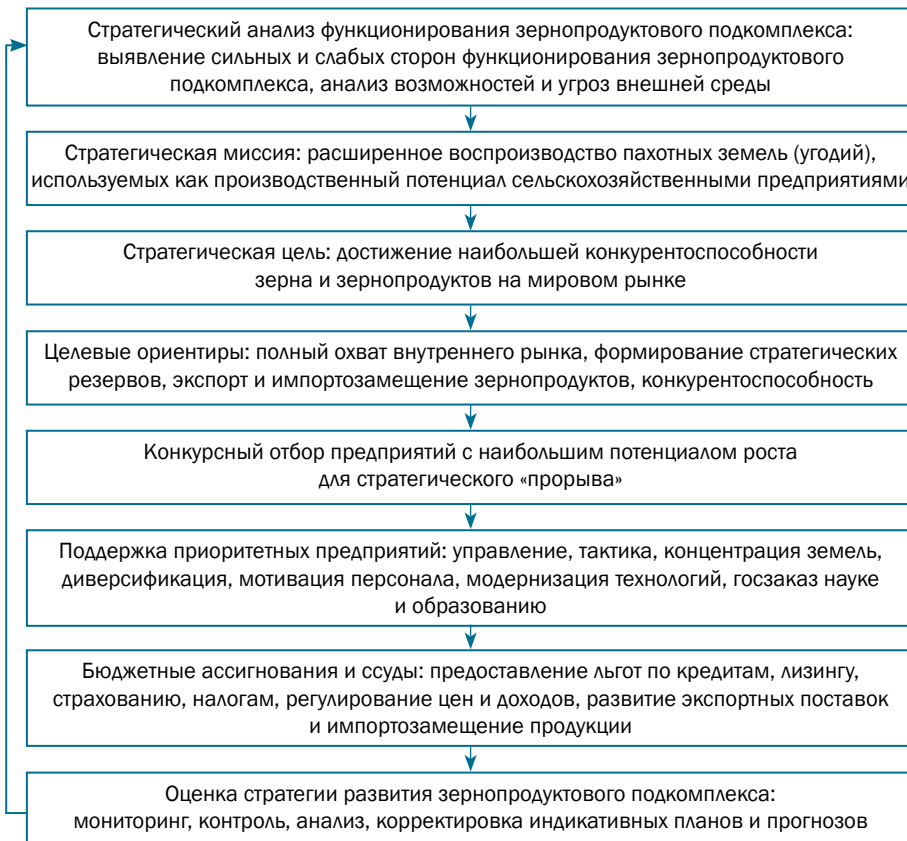 Стратегический анализ функционирования зернопродуктового подкомплекса:
выявление сильных и слабых сторон функционирования зернопродуктового
подкомплекса, анализ возможностей и угроз внешней среды
Стратегическая миссия: расширенное воспроизводство пахотных земель (угодий),
используемых как производственный потенциал сельскохозяйственными предприятиями
Стратегическая цель: достижение наибольшей конкурентоспособности
зерна и зернопродуктов на мировом рынке
Целевые ориентиры: полный охват внутреннего рынка, формирование стратегических
резервов, экспорт и импортозамещение зернопродуктов, конкурентоспособность
Конкурсный отбор предприятий с наибольшим потенциалом роста
для стратегического «прорыва»
Поддержка приоритетных предприятий: управление, тактика, концентрация земель,
диверсификация, мотивация персонала, модернизация технологий, госзаказ науке
и образованию
Бюджетные ассигнования и ссуды: предоставление льгот по кредитам, лизингу,
страхованию, налогам, регулирование цен и доходов, развитие экспортных поставок
и импортозамещение продукции
Оценка стратегии развития зернопродуктового подкомплекса:
мониторинг, контроль, анализ, корректировка индикативных планов и прогнозов